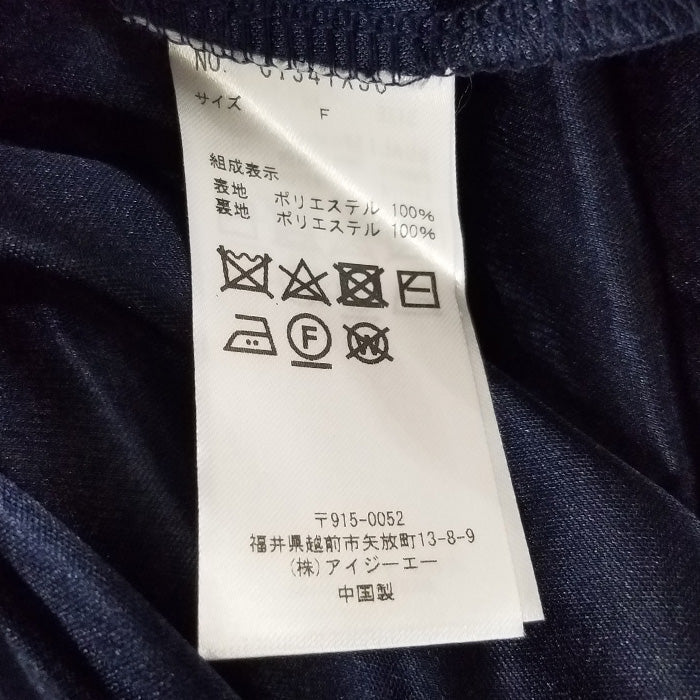 サイズ F
組成表示
表地 ポリエステル 100%
裏地 ポリエステル 100%
F
W
〒915-0052
福井県越前市矢放町13-8-9
(株)アイジーエー
中国製